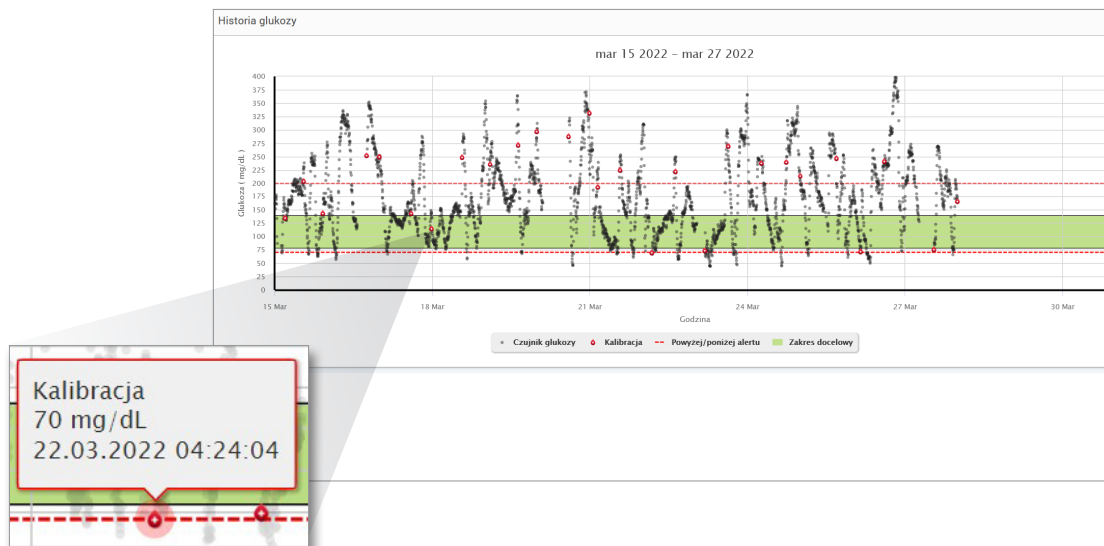 Historia glukozy
mar 15 2022 – mar 27 2022
Glukoza ( mg/dL )
400
375
350
325
300
275
250
225
200
175
150
125
100
75
50
25
0
15 Mar
18 Mar
21 Mar
24 Mar
27 Mar
30 Mar
Godzina
Czujnik glukozy
Kalibracja
Powyżej/poniżej alertu
Zakres docelowy
Kalibracja
70 mg/dL
22.03.2022 04:24:04